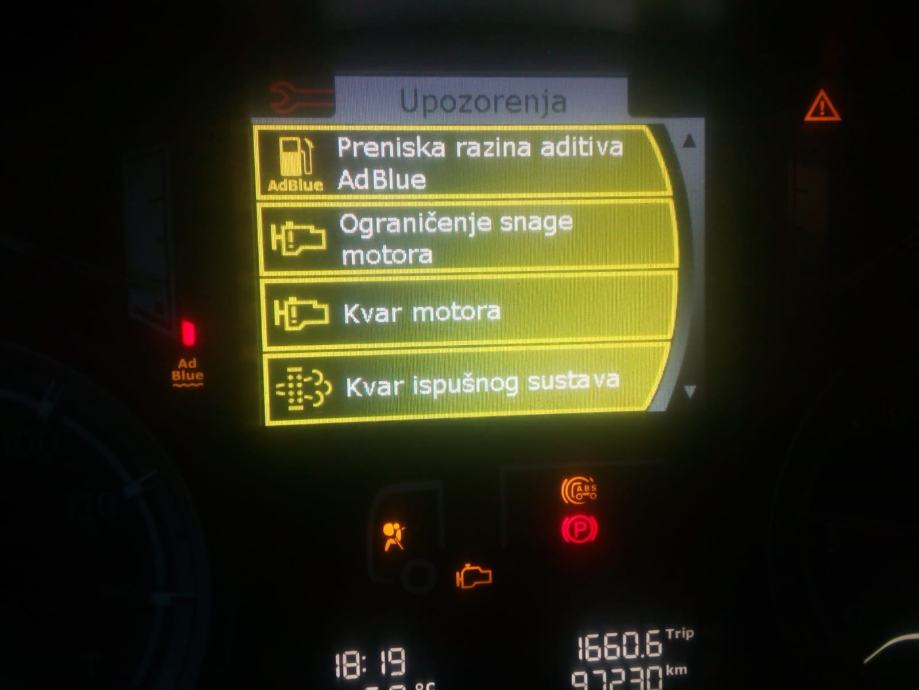 Upozorenja
Preniska razina aditiva
AdBlue
AdBlue
Ograničenje snage
motora
Kvar motora
Kvar ispušnog sustava
Ad
Blue
ABS
P
18:19
1660.6 Trip
97230 km
°C